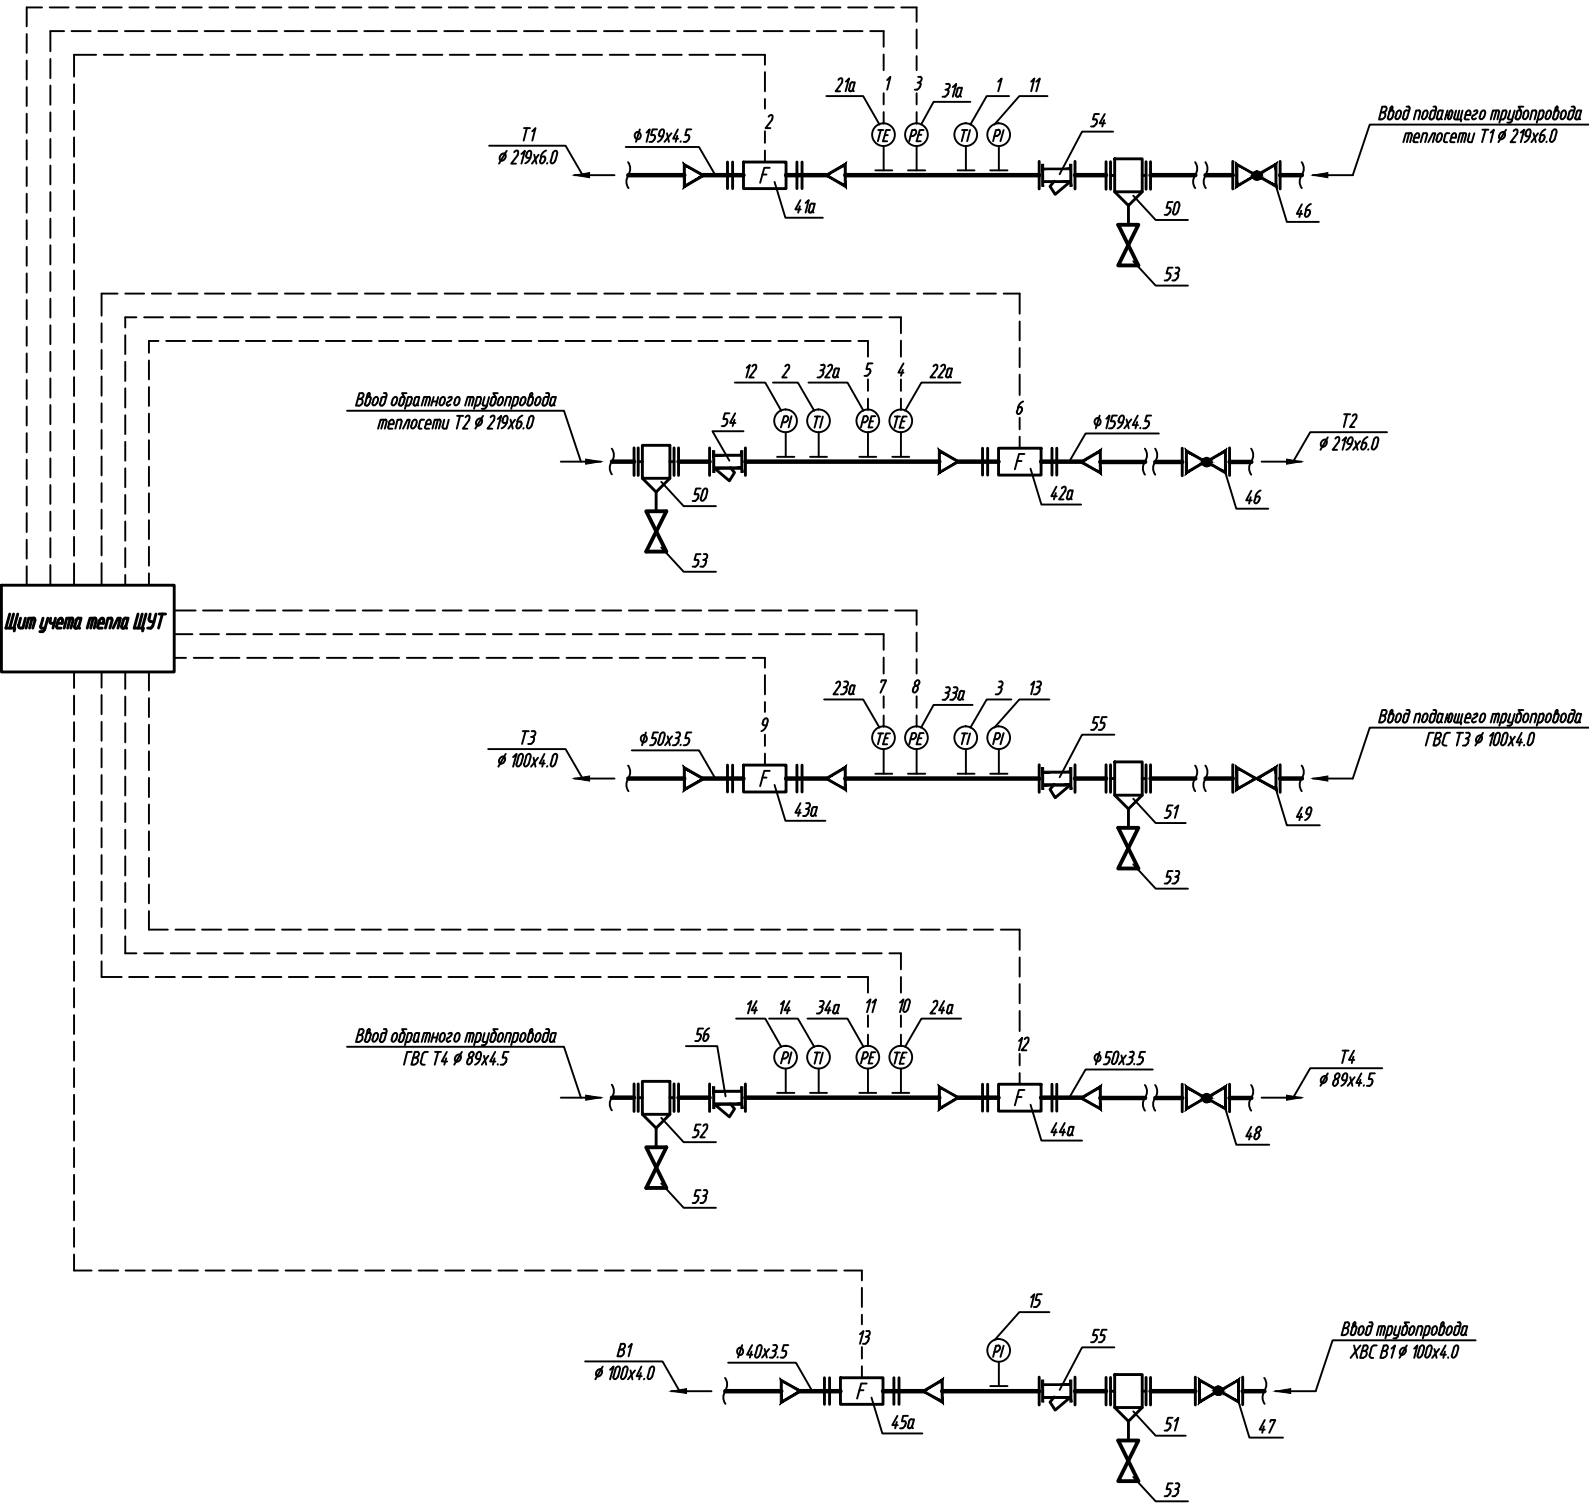 21а
1
3
31а
1
11
54
Ввод подающего трубопровода
теплосети Т1 ϕ 219х6.0
Т1
ϕ 219х6.0
ϕ 159х4.5
2
TE
PE
TI
PI
F
41а
50
46
53
12
2
32а
5
4
22а
Ввод обратного трубопровода
теплосети Т2 ϕ 219х6.0
54
PI
TI
PE
TE
6
ϕ 159х4.5
Т2
ϕ 219х6.0
F
50
42а
46
53
Щит учета тепла ЩУТ
23а
7
8
33а
3
13
55
Ввод подающего трубопровода
ГВС Т3 ϕ 100х4.0
Т3
ϕ 100х4.0
ϕ 50х3.5
9
TE
PE
TI
PI
F
43а
51
49
53
14
14
34а
11
10
24а
Ввод обратного трубопровода
ГВС Т4 ϕ 89х4.5
56
PI
TI
PE
TE
12
ϕ 50х3.5
Т4
ϕ 89х4.5
F
52
44а
48
53
15
Ввод трубопровода
ХВС В1 ϕ 100х4.0
В1
ϕ 100х4.0
ϕ 40х3.5
13
PI
55
F
45а
51
47
53